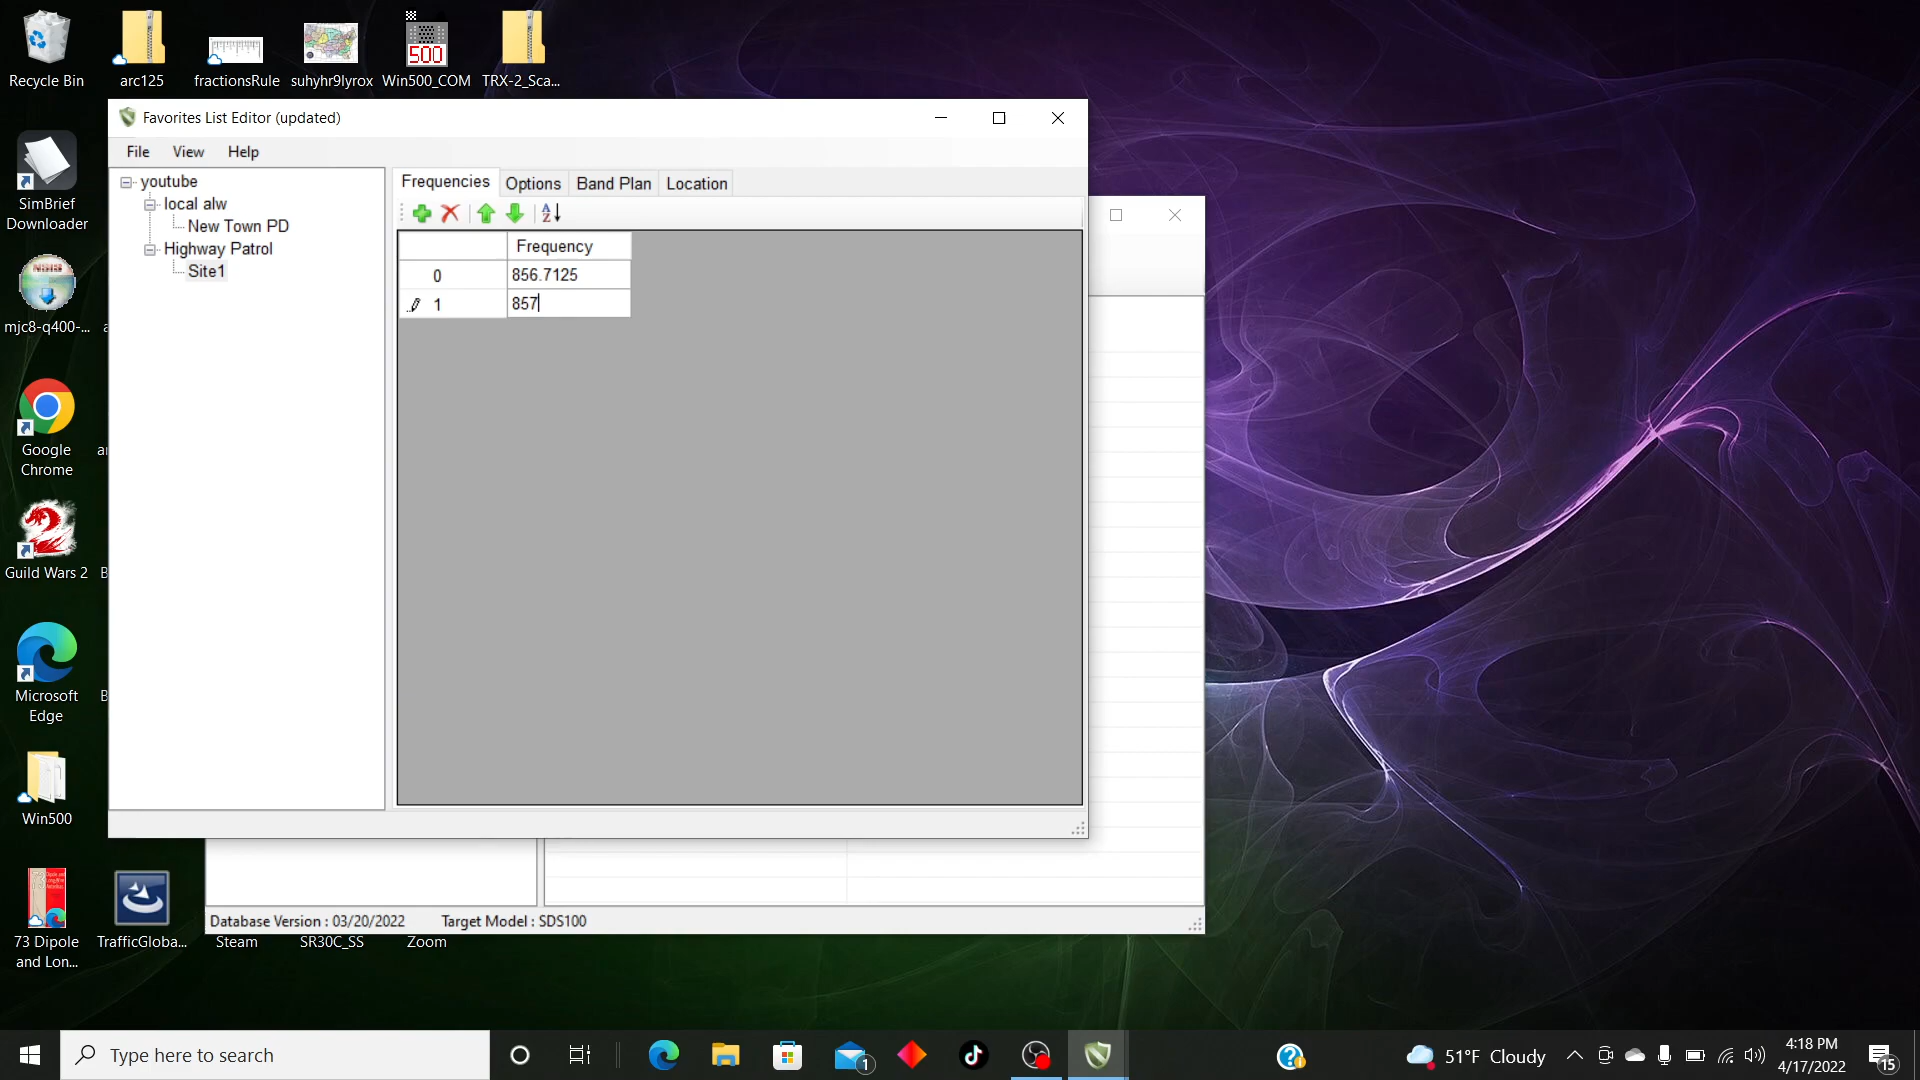 Recycle Bin
arc125
fractionsRule
suhyhr9lyrox
500
Win500_COM
TRX-2_Sca...
Favorites List Editor (updated)
File View Help
SimBrief
Downloader
mjc8-q400-...
Google
Chrome
Guild Wars 2
Microsoft
Edge
Win500
73 Dipole
and Lon...
TrafficGloba...
Steam
SR30C_SS
Zoom
youtube
local alw
New Town PD
Highway Patrol
Site1
Frequencies Options Band Plan Location
Frequency
0 856.7125
1 857
Database Version : 03/20/2022 Target Model : SDS100
Type here to search
1
51°F Cloudy
4:18 PM
4/17/2022
15